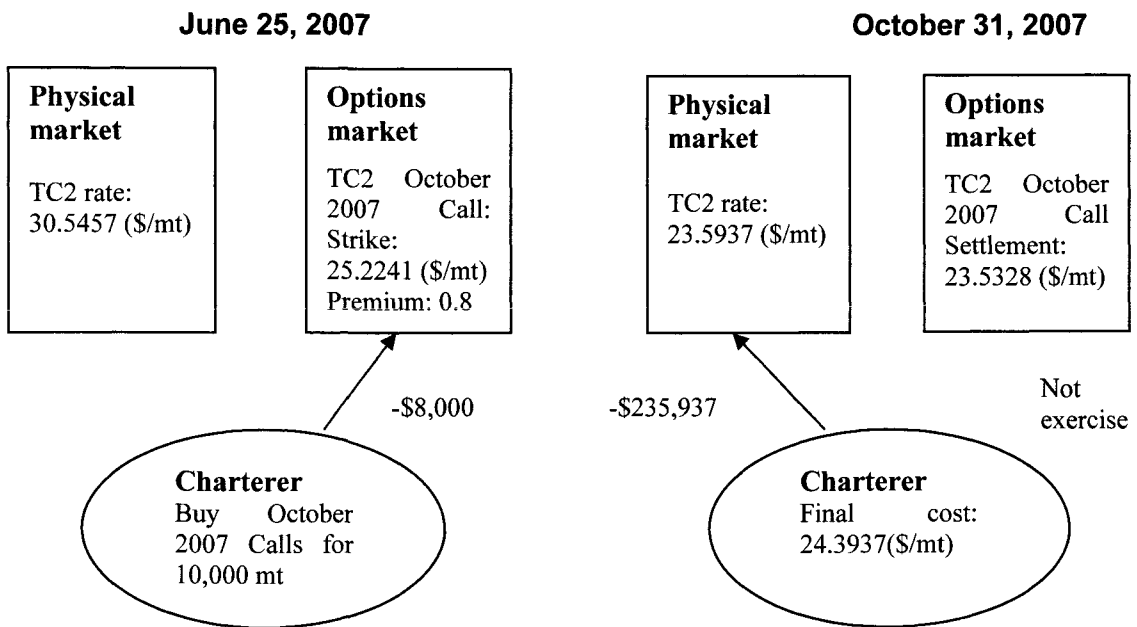 June 25, 2007
Physical
market
TC2 rate:
30.5457 ($/mt)
Options
market
TC2 October
2007 Call:
Strike:
25.2241 ($/mt)
Premium: 0.8
-$8,000
Charterer
Buy October
2007 Calls for
10,000 mt
October 31, 2007
Physical
market
TC2 rate:
23.5937 ($/mt)
Options
market
TC2 October
2007 Call
Settlement:
23.5328 ($/mt)
-$235,937
Not
exercise
Charterer
Final cost:
24.3937($/mt)